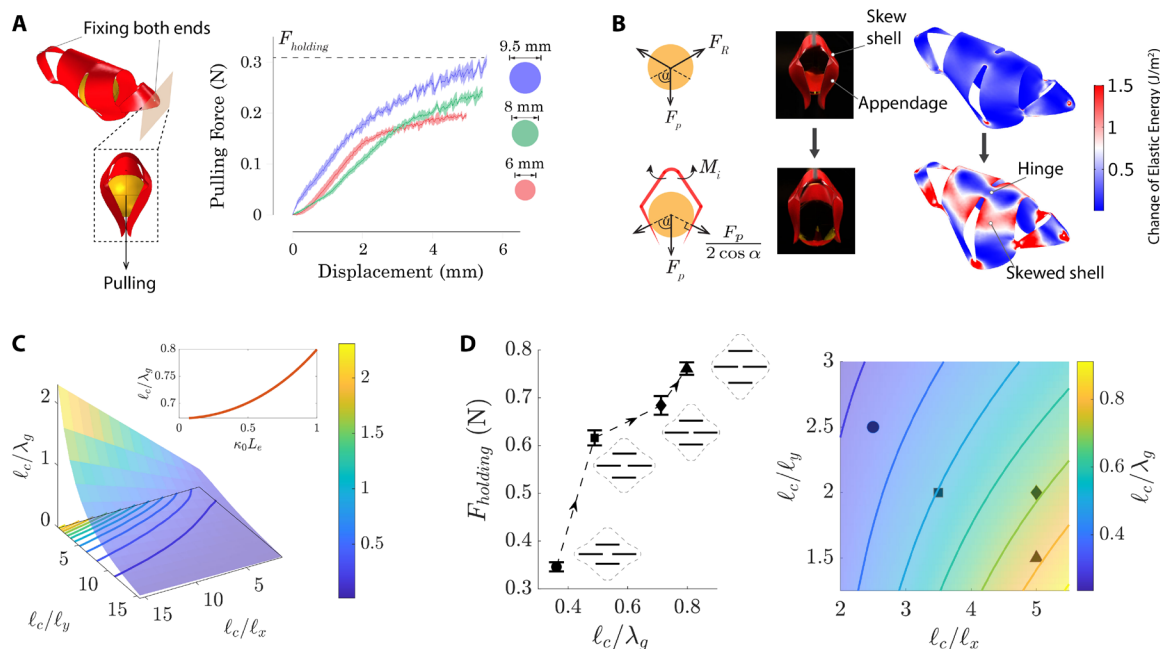 A
Fixing both ends
Pulling
F_holding
Pulling Force (N)
0.3
0.2
0.1
0
0
2
4
6
Displacement (mm)
9.5 mm
8 mm
6 mm
B
F_R
α
F_p
M_i
α
F_p
F_p
2 cos α
Skew
shell
Appendage
Hinge
Skewed shell
1.5
1
0.5
Change of Elastic Energy (J/m²)
C
ℓ_c/λ_g
2
1
0
5
10
15
ℓ_c/ℓ_y
15
10
5
ℓ_c/ℓ_x
ℓ_c/λ_g
0.8
0.75
0.7
0
0.5
1
κ₀L_e
2
1.5
1
0.5
D
F_holding (N)
0.8
0.7
0.6
0.5
0.4
0.3
0.4
0.6
0.8
ℓ_c/λ_g
ℓ_c/ℓ_y
3
2.5
2
1.5
2
3
4
5
ℓ_c/ℓ_x
0.8
0.6
0.4
ℓ_c/λ_g